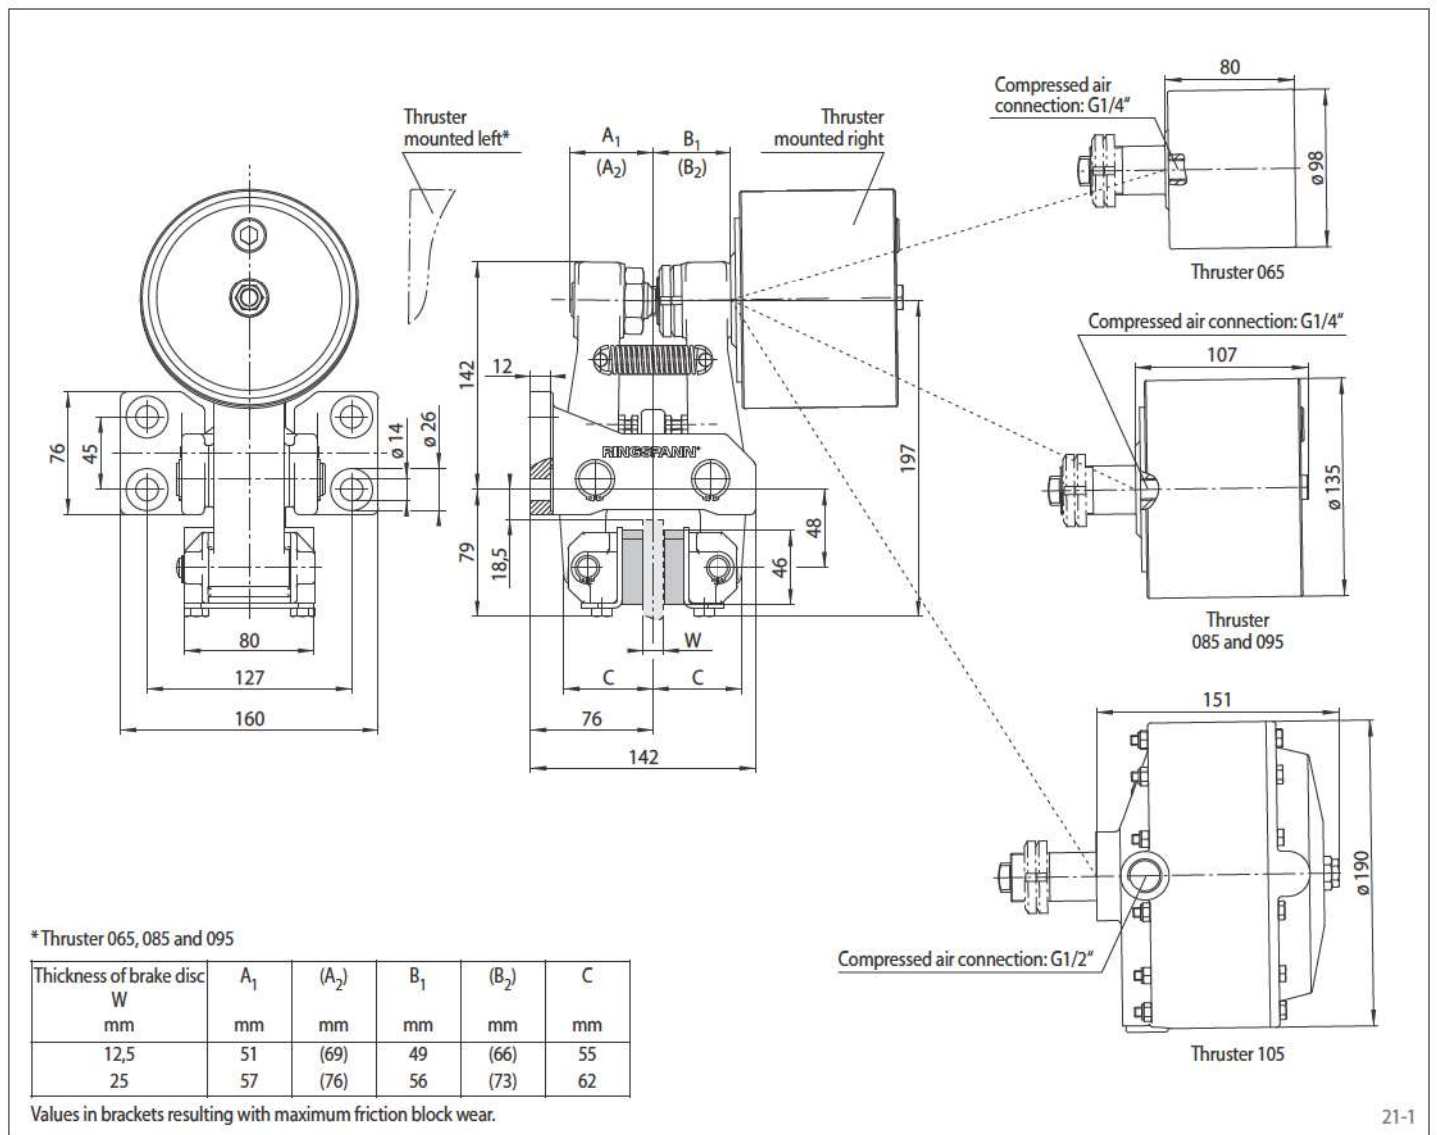 Thruster
mounted left*
A1
(A2)
B1
(B2)
Thruster
mounted right
Compressed air
connection: G1/4“
80
ø 98
Thruster 065
Compressed air connection: G1/4“
107
ø 135
Thruster
085 and 095
151
ø 190
Compressed air connection: G1/2“
Thruster 105
76
45
ø 14
ø 26
80
127
160
142
12
RINGSPANN*
79
18,5
46
48
197
W
C
C
76
142
* Thruster 065, 085 and 095
Thickness of brake disc A1 (A2) B1 (B2) C
W
mm mm mm mm mm mm
12,5 51 (69) 49 (66) 55
25 57 (76) 56 (73) 62
Values in brackets resulting with maximum friction block wear.
21-1